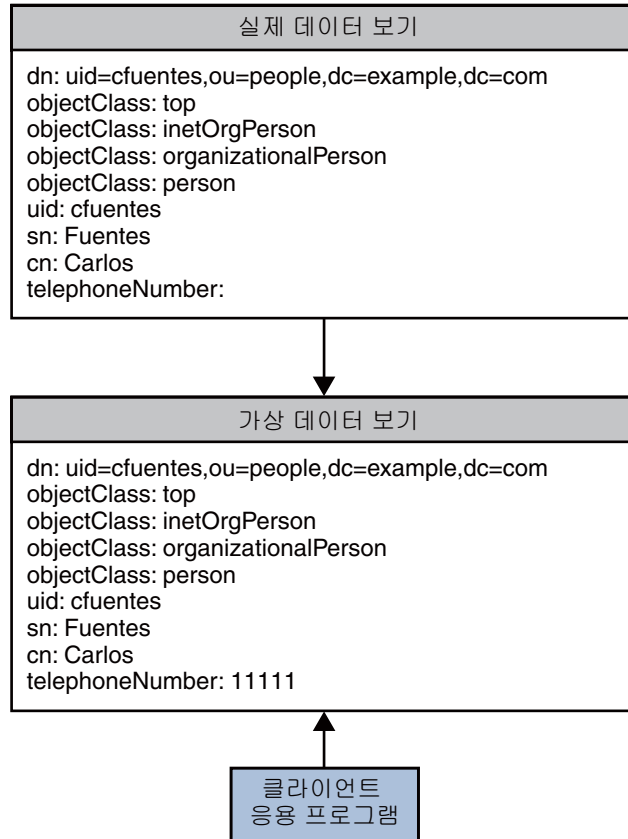 실제 데이터 보기
dn: uid=cfuentes,ou=people,dc=example,dc=com
objectClass: top
objectClass: inetOrgPerson
objectClass: organizationalPerson
objectClass: person
uid: cfuentes
sn: Fuentes
cn: Carlos
telephoneNumber:
가상 데이터 보기
dn: uid=cfuentes,ou=people,dc=example,dc=com
objectClass: top
objectClass: inetOrgPerson
objectClass: organizationalPerson
objectClass: person
uid: cfuentes
sn: Fuentes
cn: Carlos
telephoneNumber: 11111
클라이언트
응용 프로그램